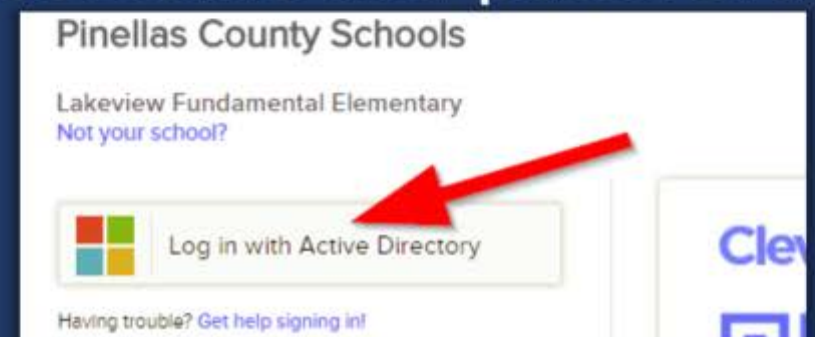 Pinellas County Schools
Lakeview Fundamental Elementary
Not your school?
Log in with Active Directory
Having trouble? Get help signing in!